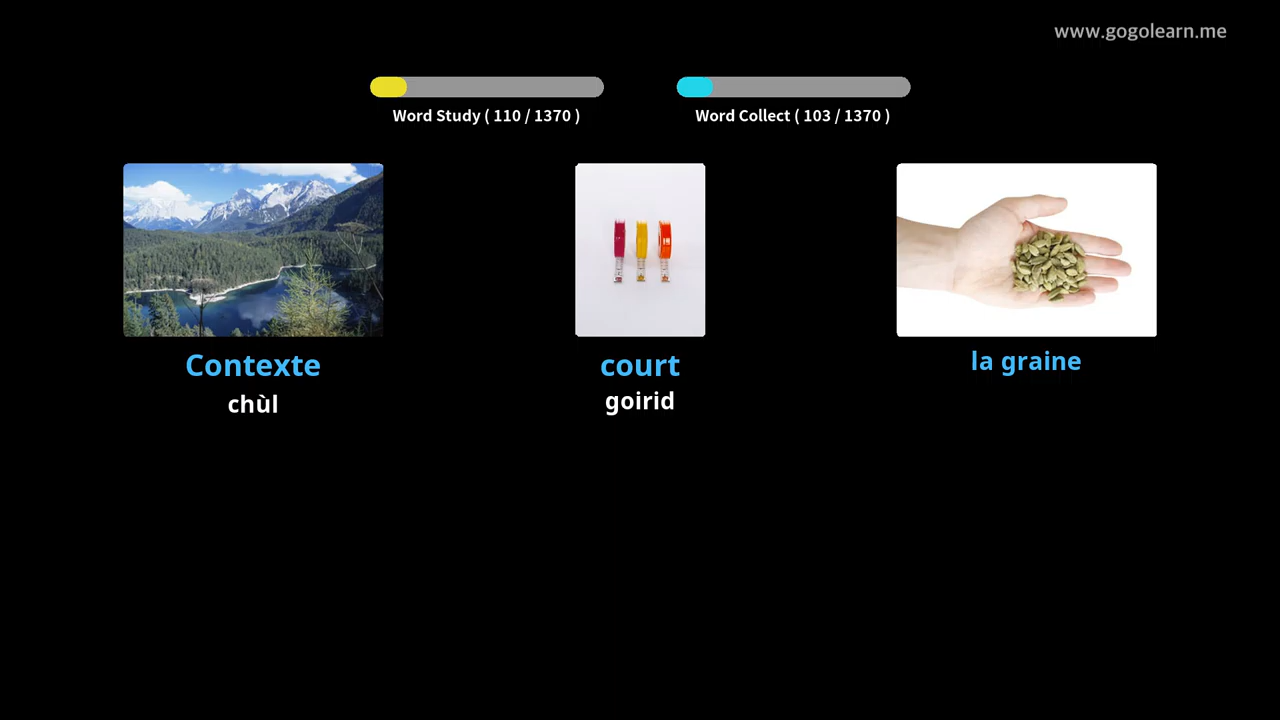 www.gogolearn.me
Word Study ( 110 / 1370 )
Word Collect ( 103 / 1370 )
Contexte
chùl
court
goirid
la graine